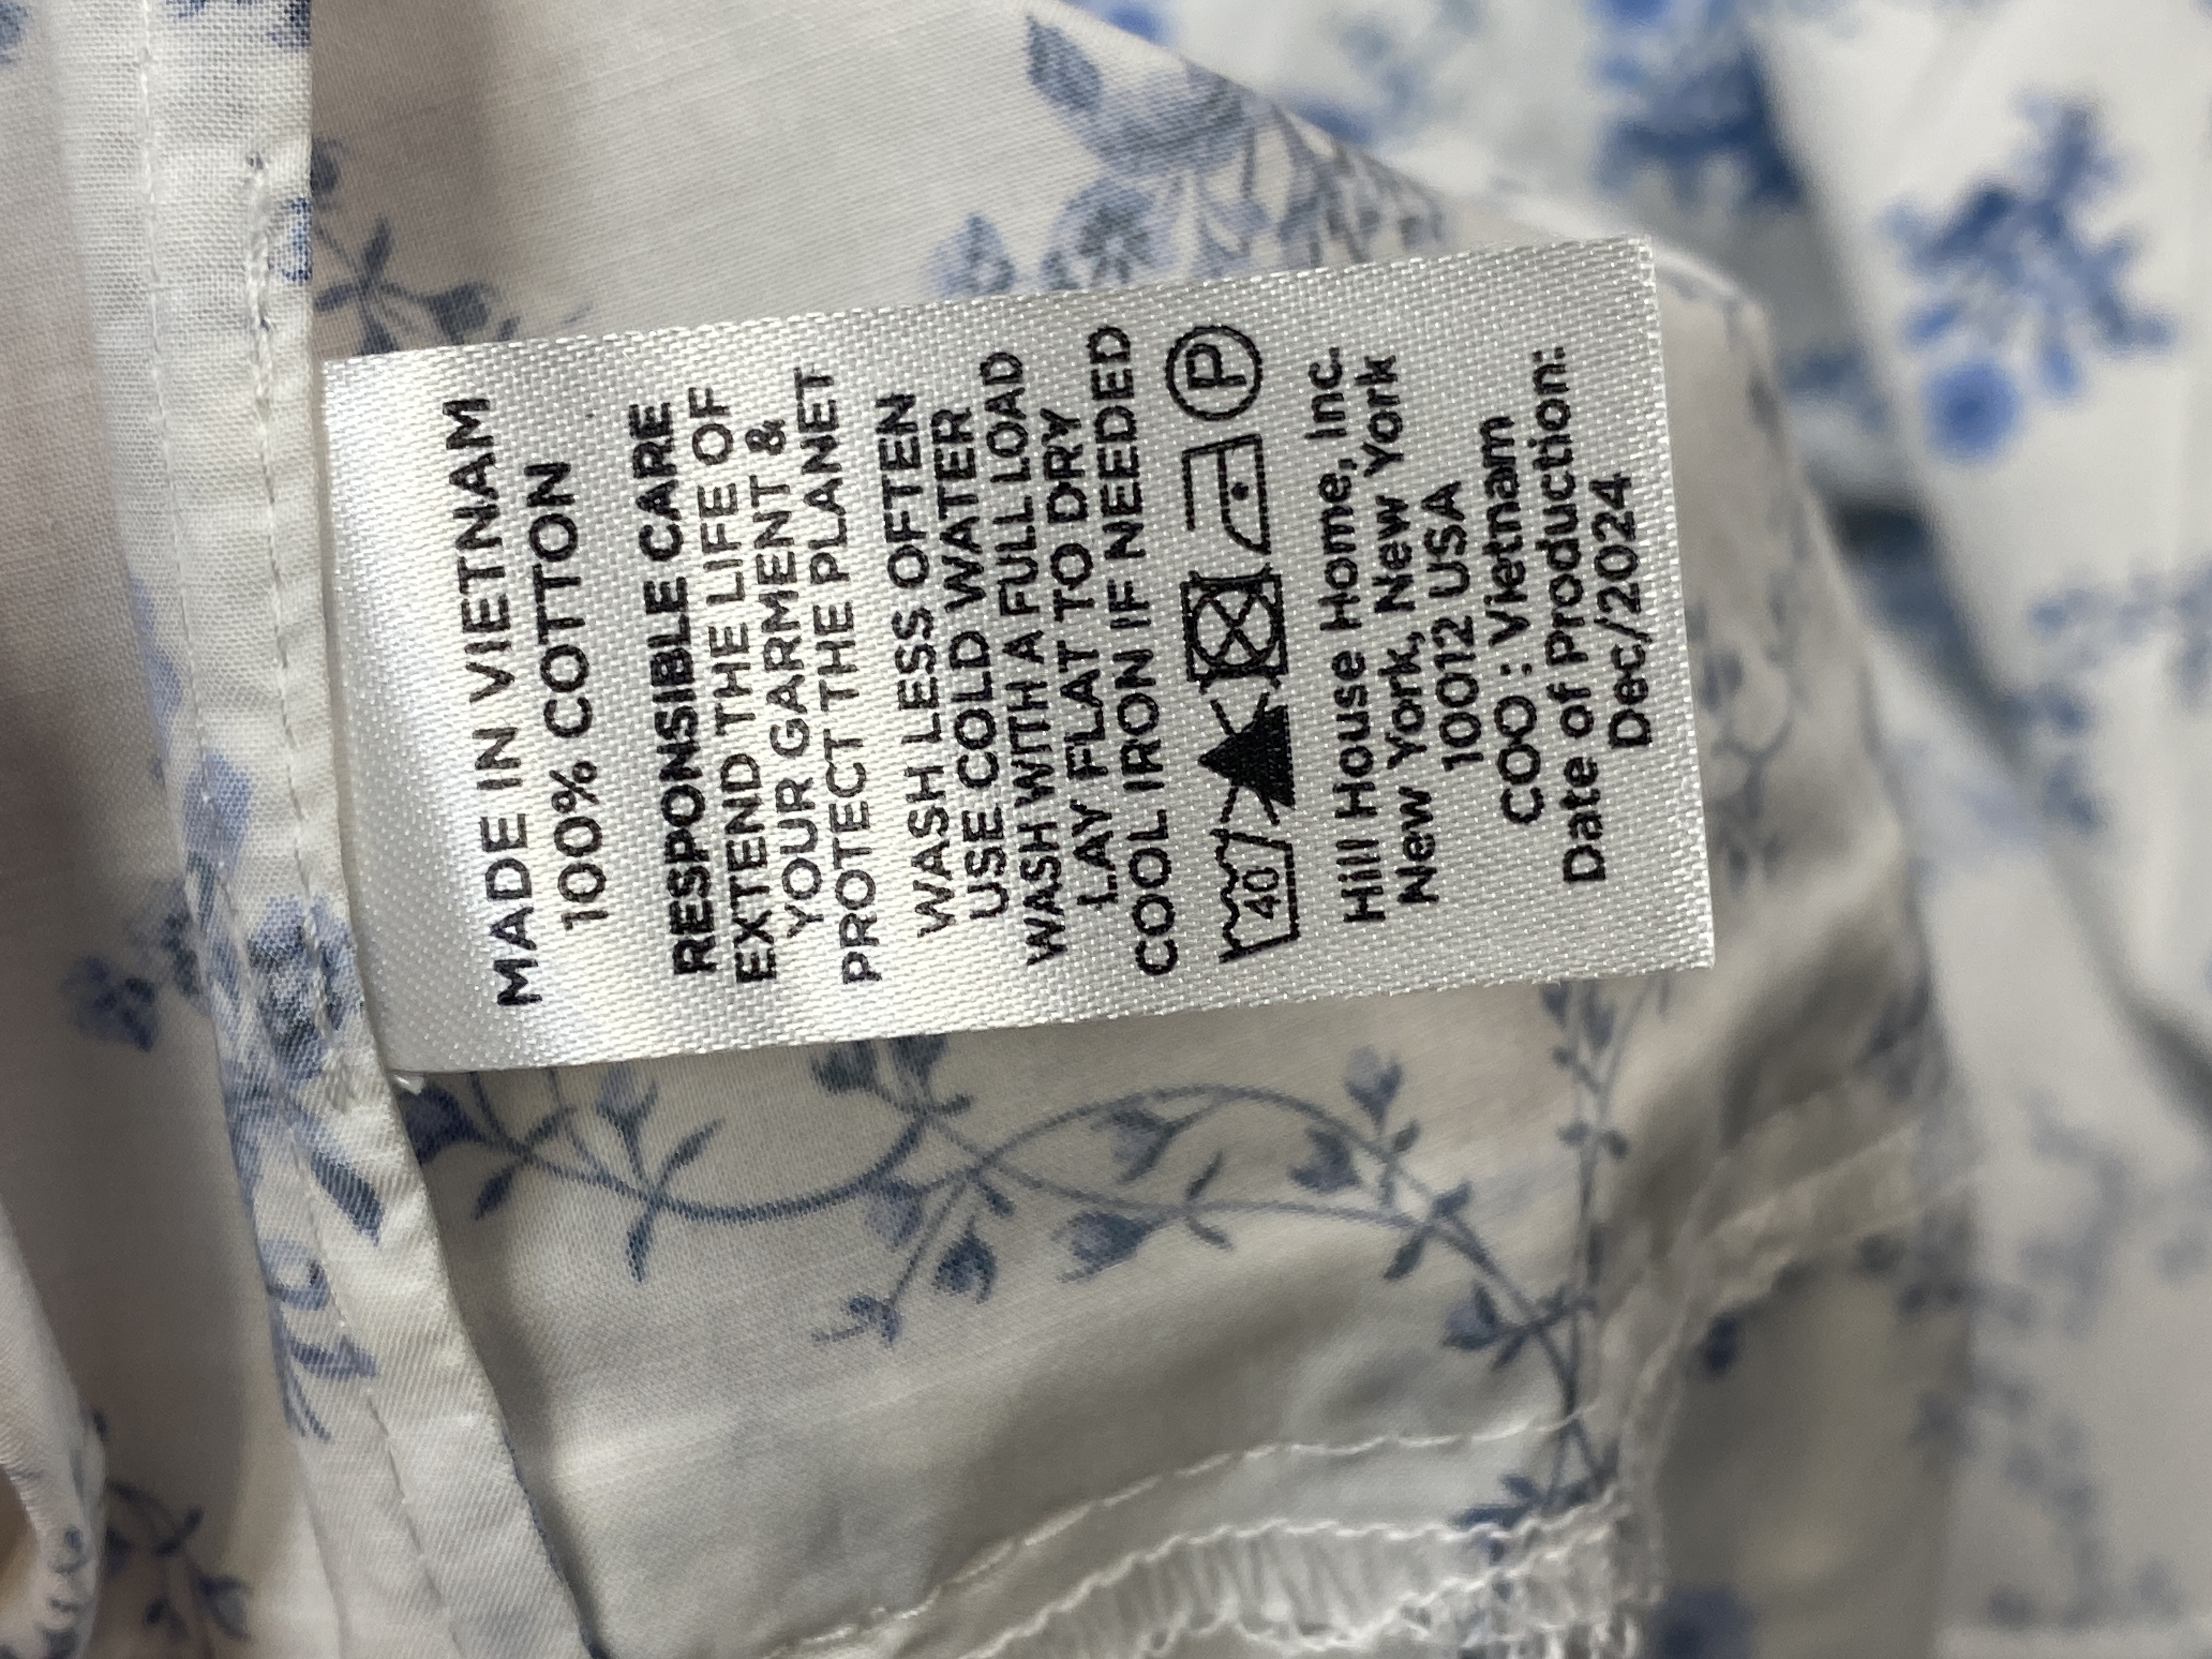 MADE IN VIETNAM
100% COTTON
RESPONSIBLE CARE
EXTEND THE LIFE OF
YOUR GARMENT &
PROTECT THE PLANET
WASH LESS OFTEN
USE COLD WATER
WASH WITH A FULL LOAD
LAY FLAT TO DRY
COOL IRON IF NEEDED
40 P
Hill House Home, Inc.
New York, New York
10012 USA
COO : Vietnam
Date of Production:
Dec/2024